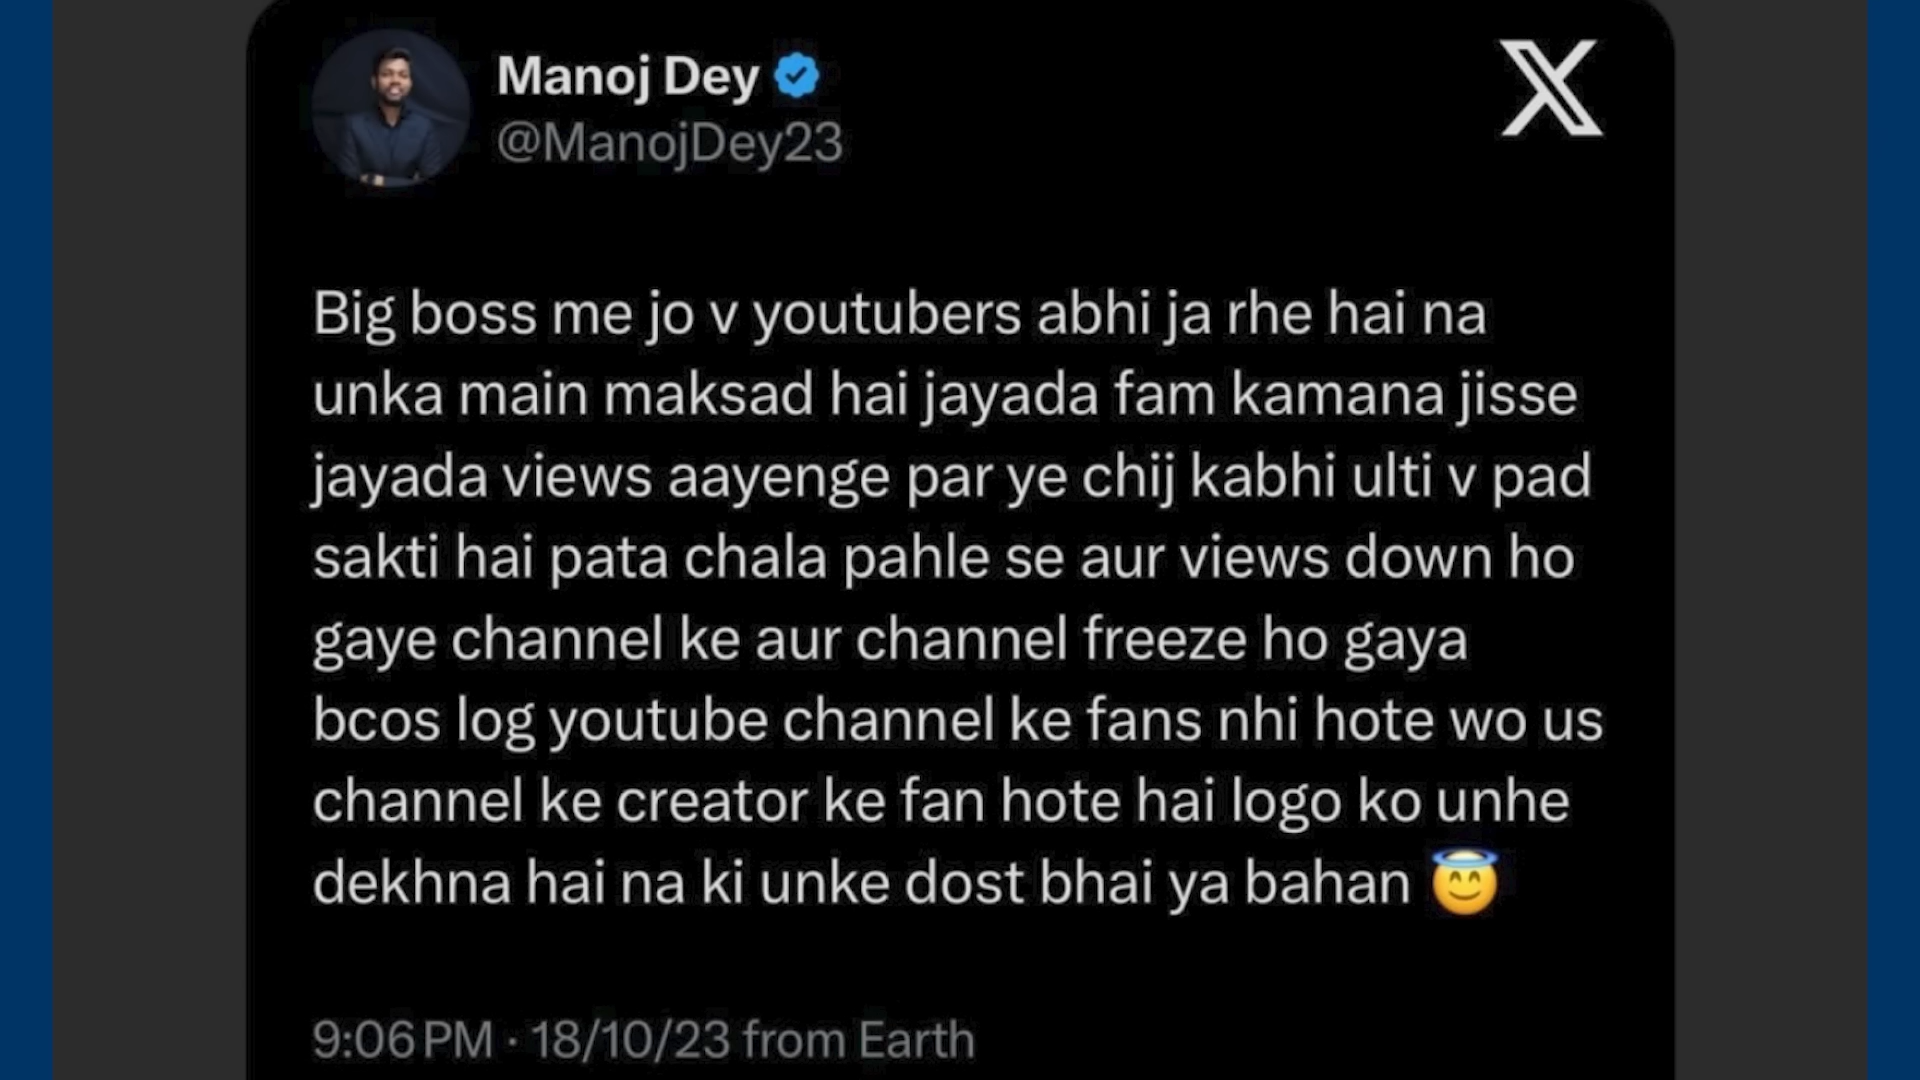 Manoj Dey
@ManojDey23
Big boss me jo v youtubers abhi ja rhe hai na
unka main maksad hai jayada fam kamana jisse
jayada views aayenge par ye chij kabhi ulti v pad
sakti hai pata chala pahle se aur views down ho
gaye channel ke aur channel freeze ho gaya
bcos log youtube channel ke fans nhi hote wo us
channel ke creator ke fan hote hai logo ko unhe
dekhna hai na ki unke dost bhai ya bahan 😇
9:06 PM · 18/10/23 from Earth